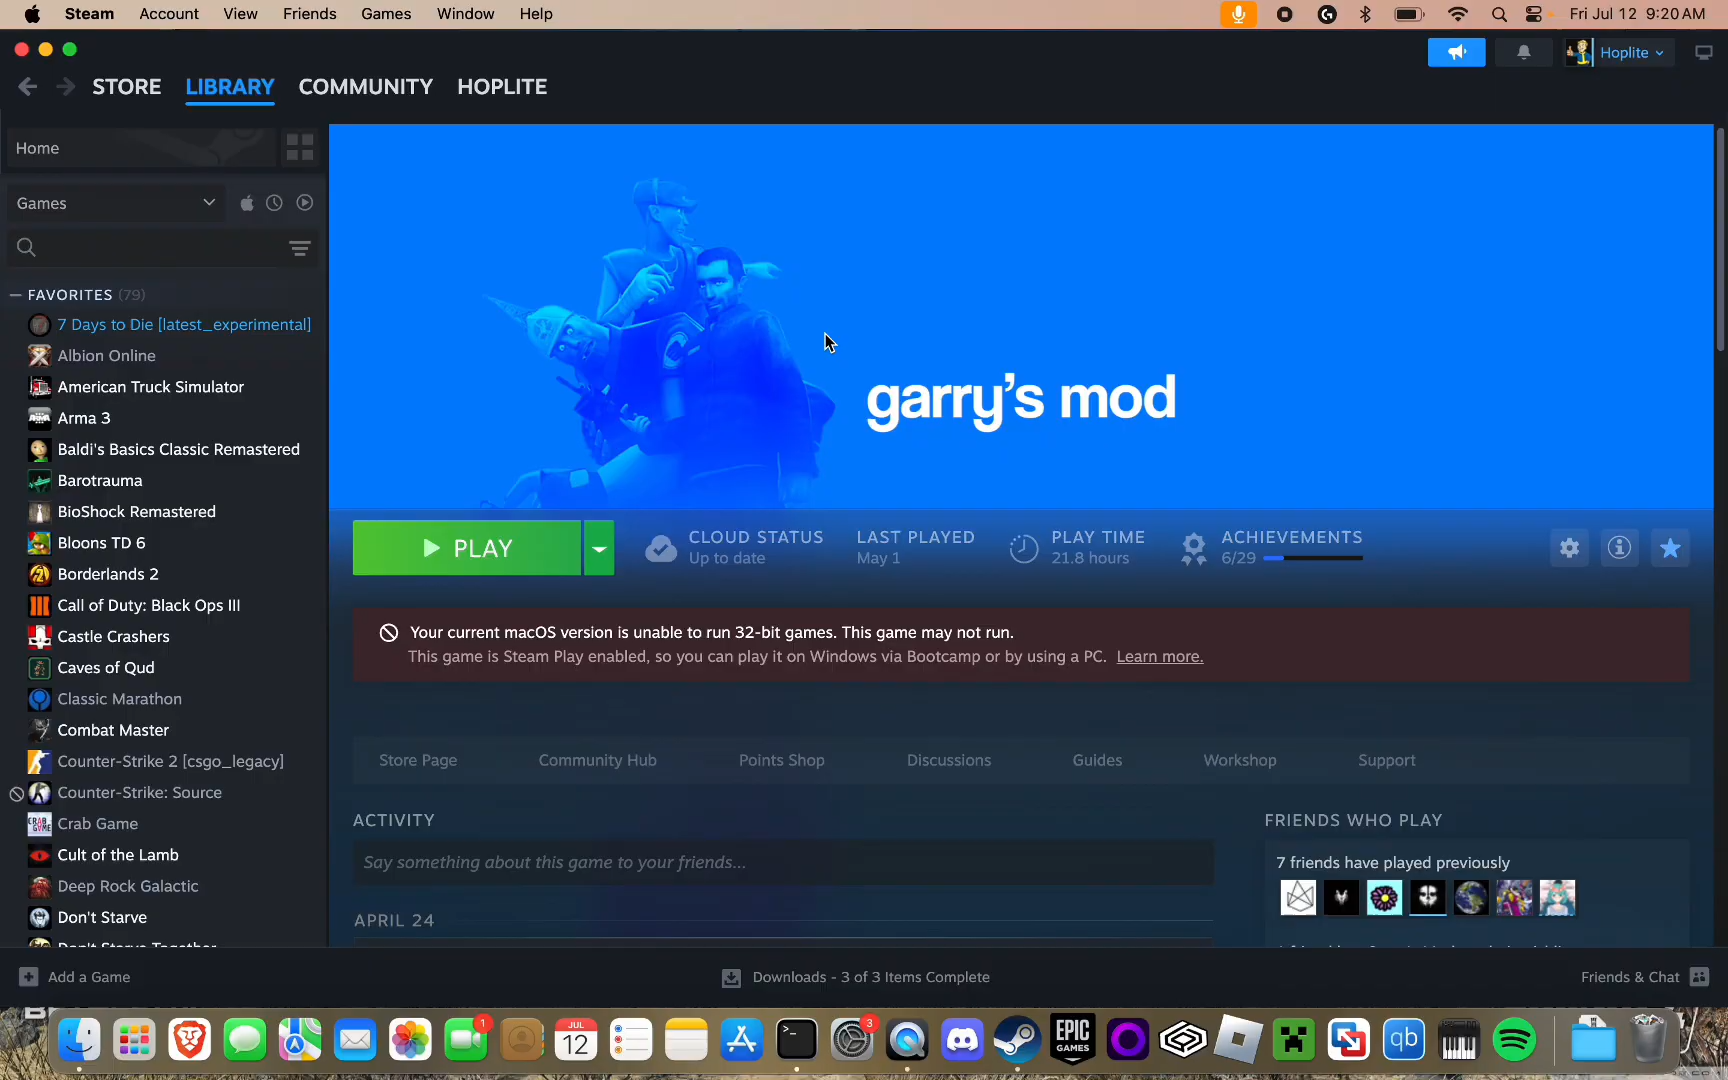 Steam Account View Friends Games Window Help
Fri Jul 12 9:20 AM
Hoplite
STORE LIBRARY COMMUNITY HOPLITE
Home
Games
FAVORITES (79)
7 Days to Die [latest_experimental]
Albion Online
American Truck Simulator
Arma 3
Baldi's Basics Classic Remastered
Barotrauma
BioShock Remastered
Bloons TD 6
Borderlands 2
Call of Duty: Black Ops III
Castle Crashers
Caves of Qud
Classic Marathon
Combat Master
Counter-Strike 2 [csgo_legacy]
Counter-Strike: Source
Crab Game
Cult of the Lamb
Deep Rock Galactic
Don't Starve
Don't Starve Together
garry's mod
PLAY
CLOUD STATUS
Up to date
LAST PLAYED
May 1
PLAY TIME
21.8 hours
ACHIEVEMENTS
6/29
Your current macOS version is unable to run 32-bit games. This game may not run.
This game is Steam Play enabled, so you can play it on Windows via Bootcamp or by using a PC. Learn more.
Store Page Community Hub Points Shop Discussions Guides Workshop Support
ACTIVITY
Say something about this game to your friends...
APRIL 24
FRIENDS WHO PLAY
7 friends have played previously
Add a Game
Downloads - 3 of 3 Items Complete
Friends & Chat
1
JUL
12
3
EPIC
GAMES
qb